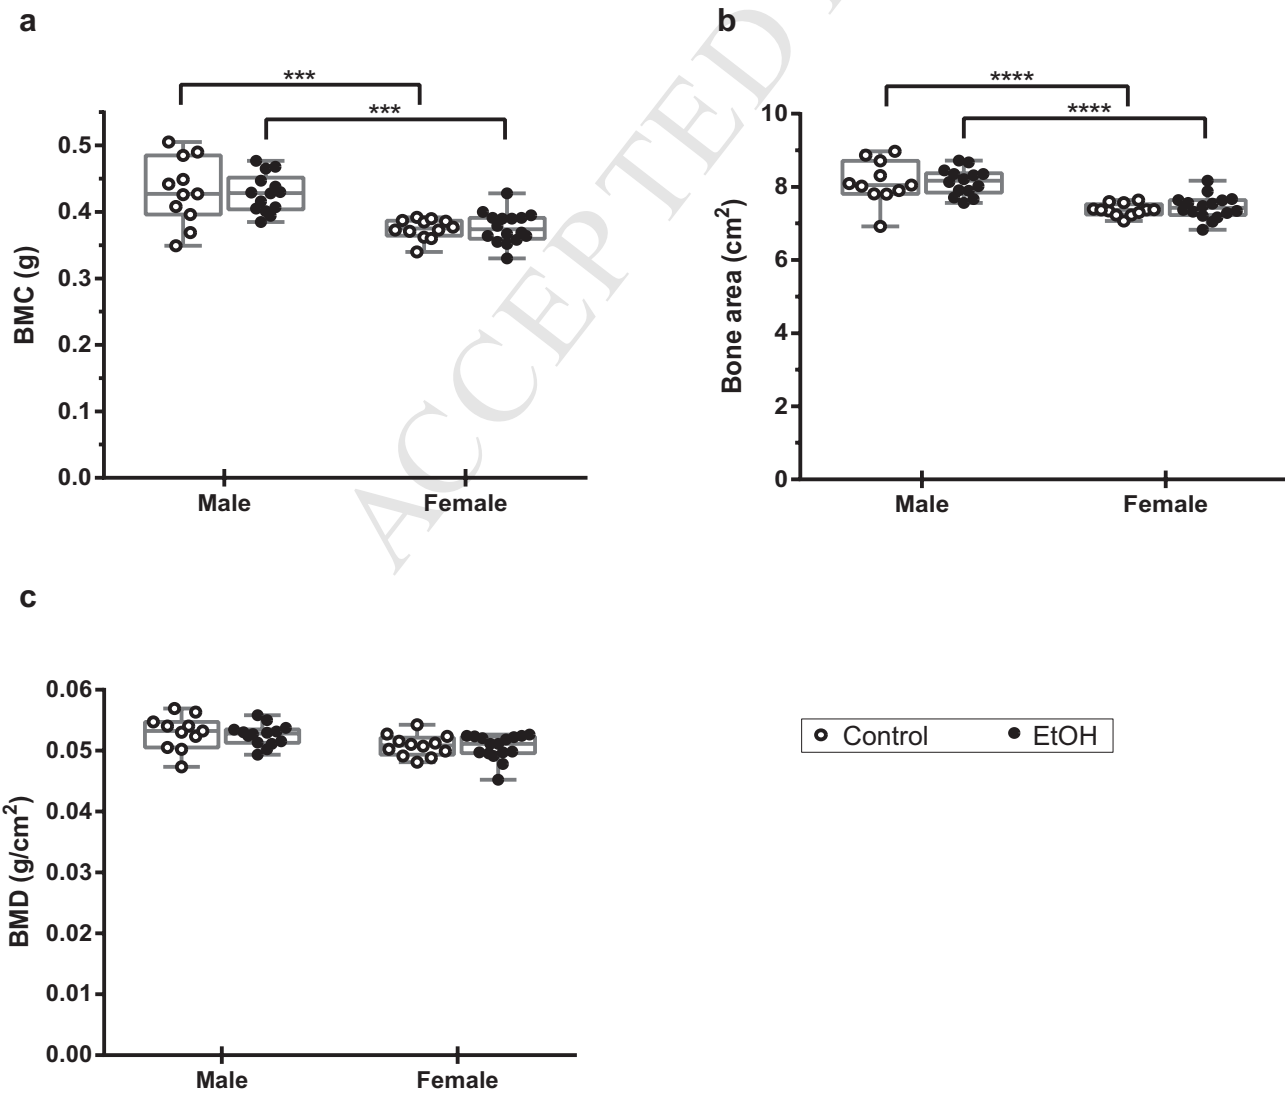 a
***
***
BMC (g)
0.5
0.4
0.3
0.2
0.1
0.0
Male
Female
b
****
****
Bone area (cm²)
10
8
6
4
2
0
Male
Female
ACCEPTED
c
BMD (g/cm²)
0.06
0.05
0.04
0.03
0.02
0.01
0.00
Male
Female
Control
EtOH